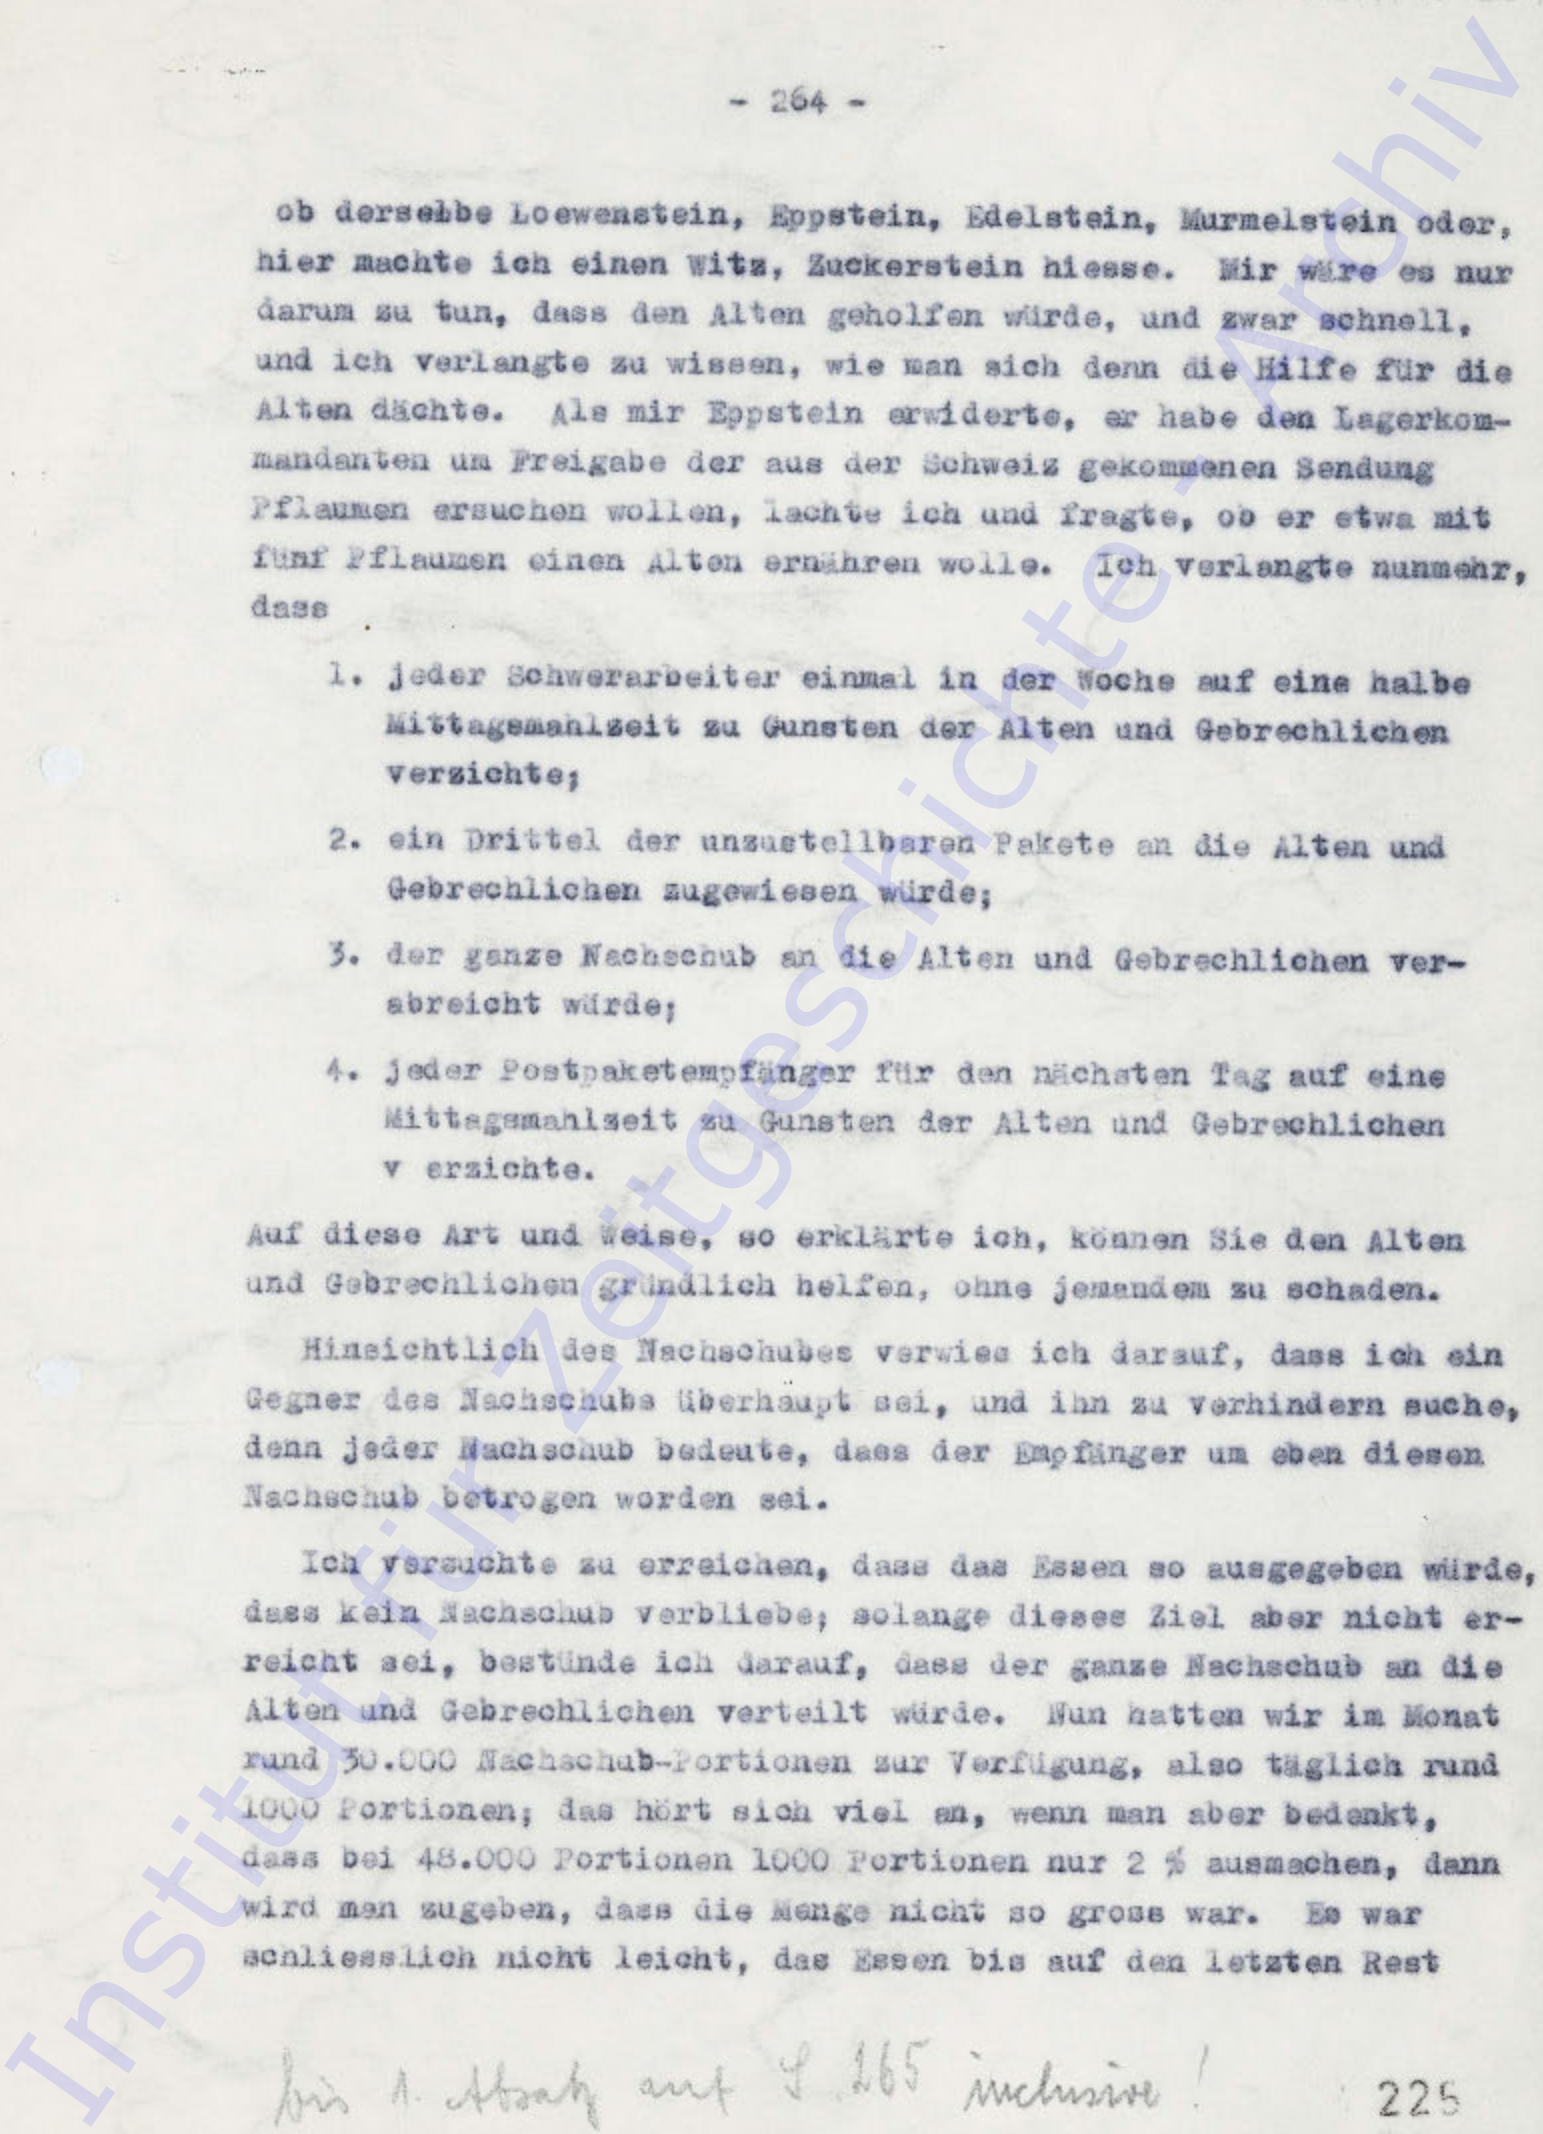 - 264 -
ob derselbe Loewenstein, Eppstein, Edelstein, Murmelstein oder,
hier machte ich einen Witz, Zuckerstein hiesse. Mir wäre es nur
darum zu tun, dass den Alten geholfen würde, und zwar schnell,
und ich verlangte zu wissen, wie man sich denn die Hilfe für die
Alten dächte. Als mir Eppstein erwiderte, er habe den Lagerkom-
mandanten um Freigabe der aus der Schweiz gekommenen Sendung
Pflaumen ersuchen wollen, lachte ich und fragte, ob er etwa mit
fünf Pflaumen einen Alten ernähren wolle. Ich verlangte nunmehr,
dass
1. jeder Schwerarbeiter einmal in der Woche auf eine halbe
Mittagsmahlzeit zu Gunsten der Alten und Gebrechlichen
verzichte;
2. ein Drittel der unzustellbaren Pakete an die Alten und
Gebrechlichen zugewiesen würde;
3. der ganze Nachschub an die Alten und Gebrechlichen ver-
abreicht würde;
4. jeder Postpaketempfänger für den nächsten Tag auf eine
Mittagsmahlzeit zu Gunsten der Alten und Gebrechlichen
v erzichte.
Auf diese Art und Weise, so erklärte ich, können Sie den Alten
und Gebrechlichen gründlich helfen, ohne jemandem zu schaden.
Hinsichtlich des Nachschubes verwies ich darauf, dass ich ein
Gegner des Nachschubs überhäupt sei, und ihn zu verhindern suche,
denn jeder Nachschub bedeute, dass der Empfänger um eben diesen
Nachschub betrogen worden sei.
Ich versuchte zu erreichen, dass das Essen so ausgegeben würde,
dass kein Nachschub verbliebe; solange dieses Ziel aber nicht er-
reicht sei, bestünde ich darauf, dass der ganze Nachschub an die
Alten und Gebrechlichen verteilt würde. Nun hatten wir im Monat
rund 30.000 Nachschub-Portionen zur Verfügung, also täglich rund
1000 Portionen; das hört sich viel an, wenn man aber bedenkt,
dass bei 48.000 Portionen 1000 Portionen nur 2 % ausmachen, dann
wird man zugeben, dass die Menge nicht so gross war. Es war
schliesslich nicht leicht, das Essen bis auf den letzten Rest
bis 1. Absatz auf S 265 inclusive!
225
Institut für Zeitgeschichte - Archiv